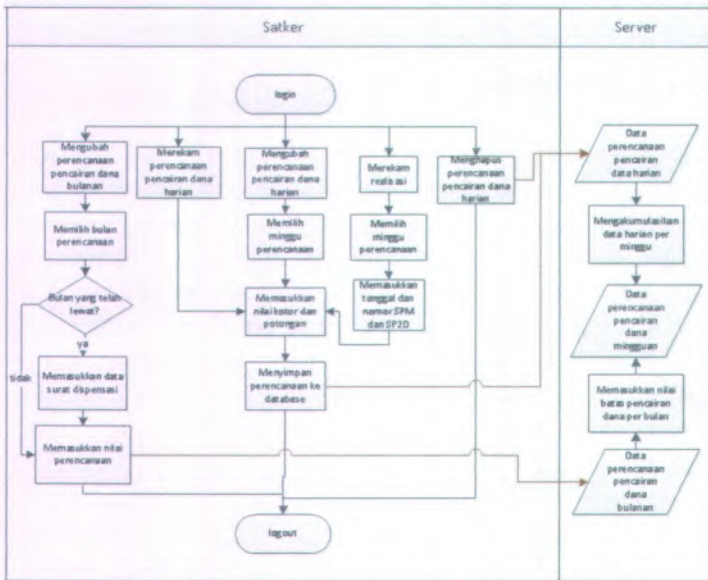 Satker
Server
login
Mengubah
perencanaan
pencairan dana
bulanan
Merekam
perencanaan
pencairan dana
harian
Mengubah
perencanaan
pencairan dana
harian
Merekam
realisasi
Menghapus
perencanaan
pencairan dana
harian
Data
perencanaan
pencairan
data harian
Memilih bulan
perencanaan
Memilih
minggu
perencanaan
Memilih
minggu
perencanaan
Mengakumulasikan
data harian per
minggu
Bulan yang telah
lewat?
Memasukkan
nilai kotor dan
potongan
Memasukkan
tanggal dan
nomor SPM
dan SP2D
Data
perencanaan
pencairan
dana
mingguan
ya
tidak
Memasukkan data
surat dispensasi
Menyimpan
perencanaan ke
database
Memasukkan nilai
batas pencairan
dana per bulan
Memasukkan nilai
perencanaan
Data
perencanaan
pencairan
dana
bulanan
logout